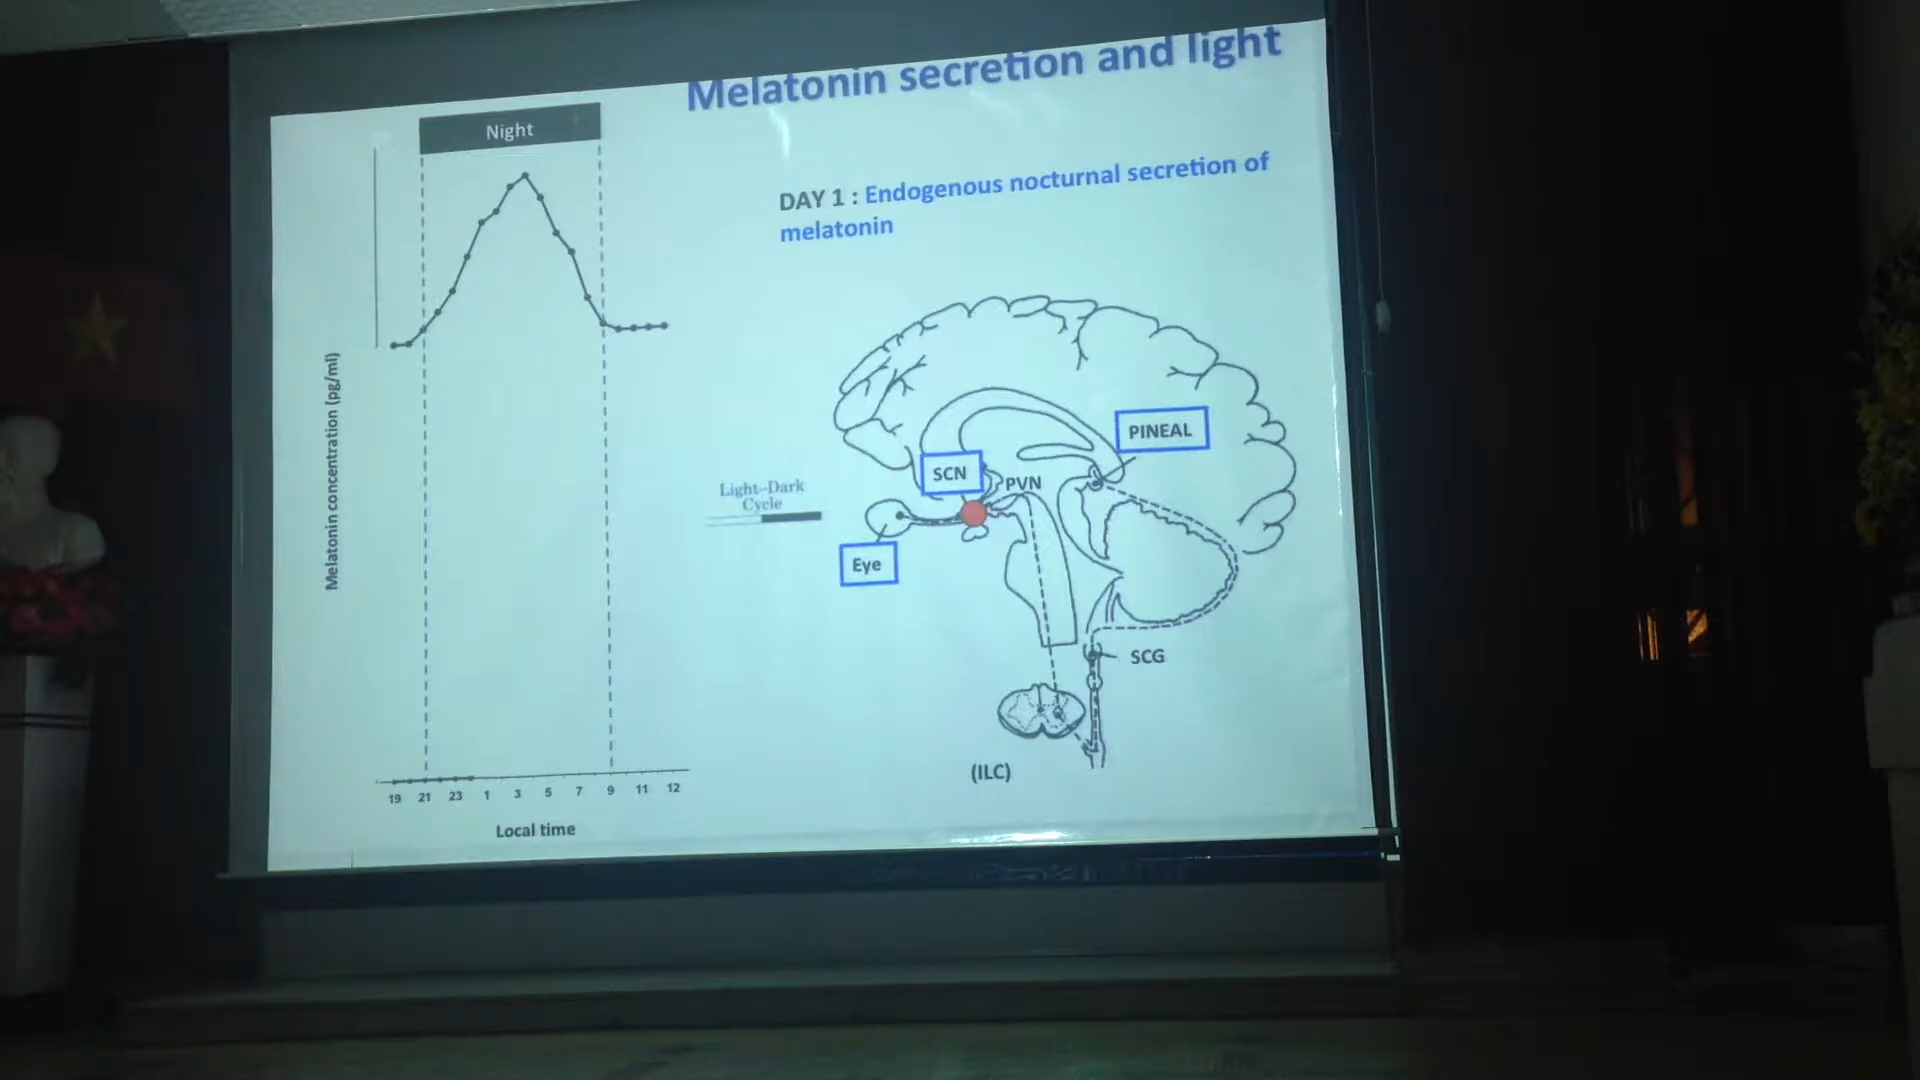 Melatonin secretion and light
Night
DAY 1 : Endogenous nocturnal secretion of
melatonin
Melatonin concentration (pg/ml)
PINEAL
SCN
PVN
Light–Dark
Cycle
Eye
SCG
(ILC)
19 21 23 1 3 5 7 9 11 12
Local time